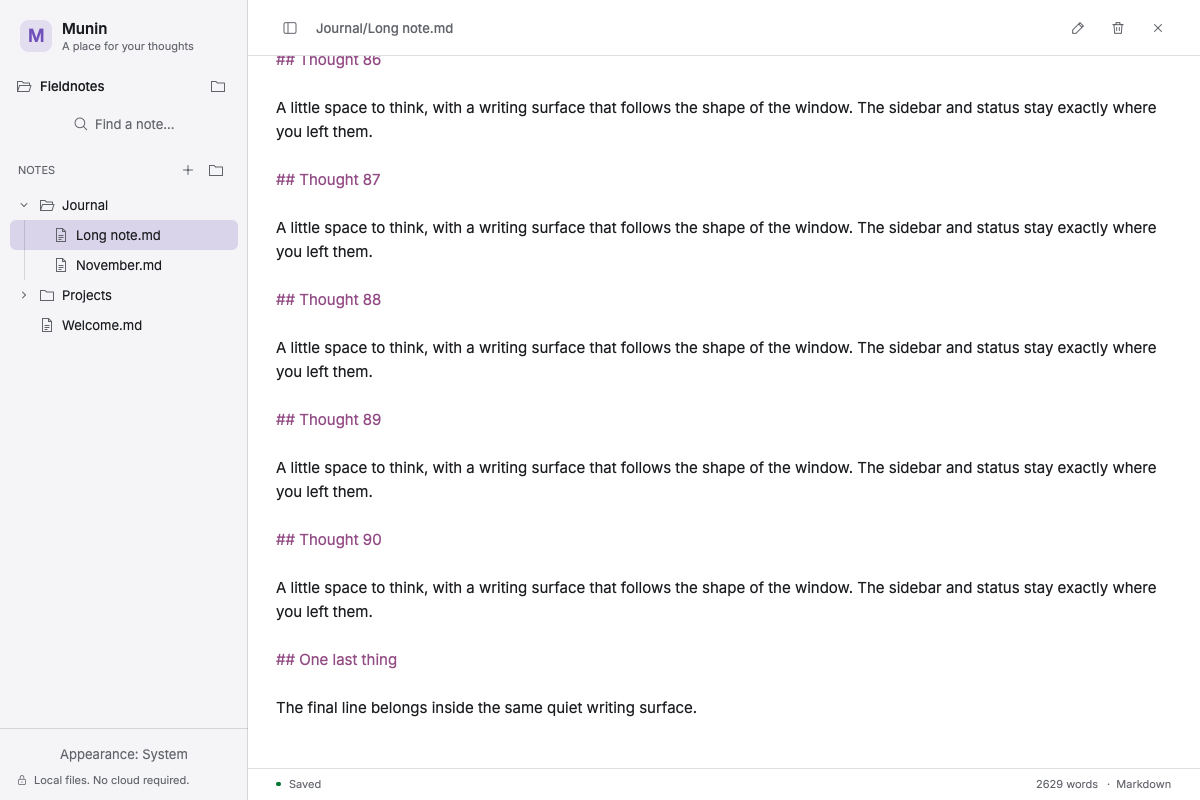 M
Munin
A place for your thoughts
Fieldnotes
Find a note...
NOTES
Journal
Long note.md
November.md
Projects
Welcome.md
Appearance: System
Local files. No cloud required.
Journal/Long note.md
## Thought 86
A little space to think, with a writing surface that follows the shape of the window. The sidebar and status stay exactly where
you left them.
## Thought 87
A little space to think, with a writing surface that follows the shape of the window. The sidebar and status stay exactly where
you left them.
## Thought 88
A little space to think, with a writing surface that follows the shape of the window. The sidebar and status stay exactly where
you left them.
## Thought 89
A little space to think, with a writing surface that follows the shape of the window. The sidebar and status stay exactly where
you left them.
## Thought 90
A little space to think, with a writing surface that follows the shape of the window. The sidebar and status stay exactly where
you left them.
## One last thing
The final line belongs inside the same quiet writing surface.
Saved
2629 words · Markdown